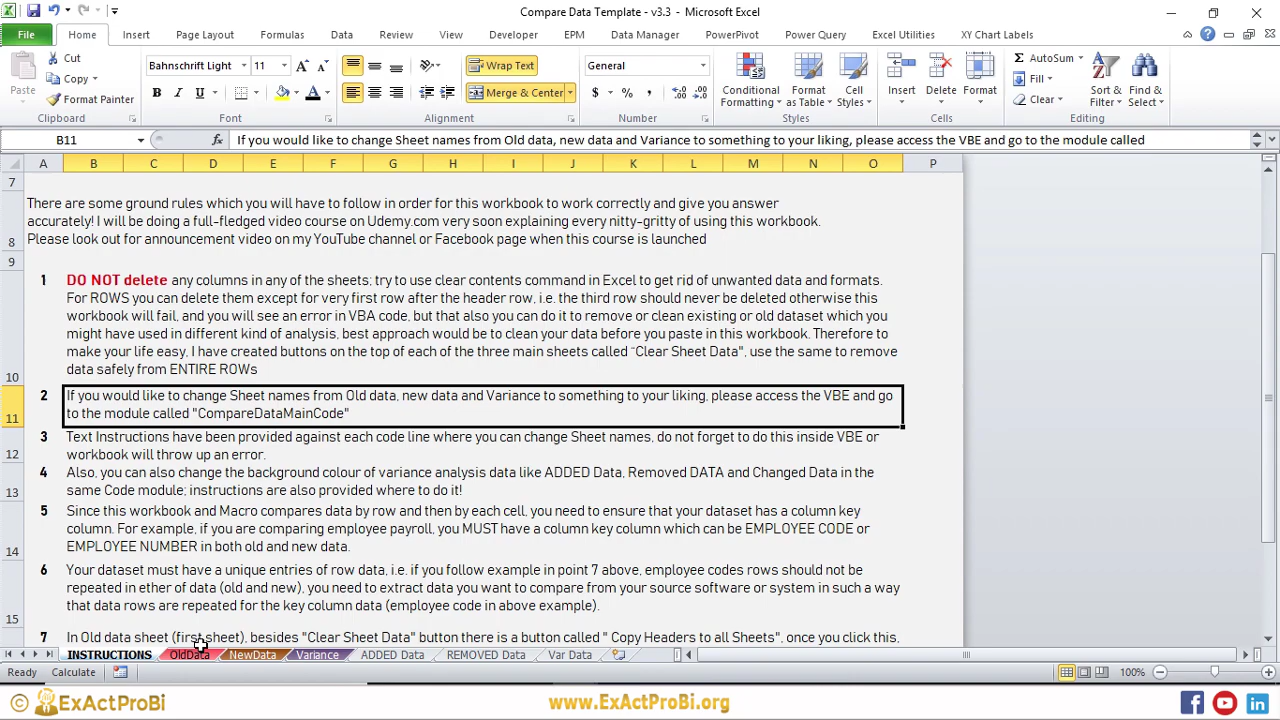 Compare Data Template - v3.3 - Microsoft Excel
File Home Insert Page Layout Formulas Data Review View Developer EPM Data Manager PowerPivot Power Query Excel Utilities XY Chart Labels
Paste
Cut
Copy
Format Painter
Clipboard
Bahnschrift Light 11
B I U
Font
Wrap Text
Merge & Center
Alignment
General
$ % ,
Number
Conditional Formatting
Format as Table
Cell Styles
Styles
Insert Delete Format
Cells
AutoSum
Fill
Clear
Sort & Filter
Find & Select
Editing
B11 fx If you would like to change Sheet names from Old data, new data and Variance to something to your liking, please access the VBE and go to the module called
A B C D E F G H I J K L M N O P
7
There are some ground rules which you will have to follow in order for this workbook to work correctly and give you answer
accurately! I will be doing a full-fledged video course on Udemy.com very soon explaining every nitty-gritty of using this workbook.
8 Please look out for announcement video on my YouTube channel or Facebook page when this course is launched
9
1 DO NOT delete any columns in any of the sheets; try to use clear contents command in Excel to get rid of unwanted data and formats.
For ROWS you can delete them except for very first row after the header row, i.e. the third row should never be deleted otherwise this
workbook will fail, and you will see an error in VBA code, but that also you can do it to remove or clean existing or old dataset which you
might have used in different kind of analysis, best approach would be to clean your data before you paste in this workbook. Therefore to
make your life easy, I have created buttons on the top of each of the three main sheets called "Clear Sheet Data", use the same to remove
10 data safely from ENTIRE ROWs
2 If you would like to change Sheet names from Old data, new data and Variance to something to your liking, please access the VBE and go
11 to the module called "CompareDataMainCode"
3 Text Instructions have been provided against each code line where you can change Sheet names, do not forget to do this inside VBE or
12 workbook will throw up an error.
4 Also, you can also change the background colour of variance analysis data like ADDED Data, Removed DATA and Changed Data in the
13 same Code module; instructions are also provided where to do it!
5 Since this workbook and Macro compares data by row and then by each cell, you need to ensure that your dataset has a column key
column. For example, if you are comparing employee payroll, you MUST have a column key column which can be EMPLOYEE CODE or
14 EMPLOYEE NUMBER in both old and new data.
6 Your dataset must have a unique entries of row data, i.e. if you follow example in point 7 above, employee codes rows should not be
repeated in ether of data (old and new), you need to extract data you want to compare from your source software or system in such a way
15 that data rows are repeated for the key column data (employee code in above example).
7 In Old data sheet (first sheet), besides "Clear Sheet Data" button there is a button called " Copy Headers to all Sheets", once you click this,
INSTRUCTIONS OldData NewData Variance ADDED Data REMOVED Data Var Data
Ready Calculate 100%
© ExActProBi www.ExActProBi.org